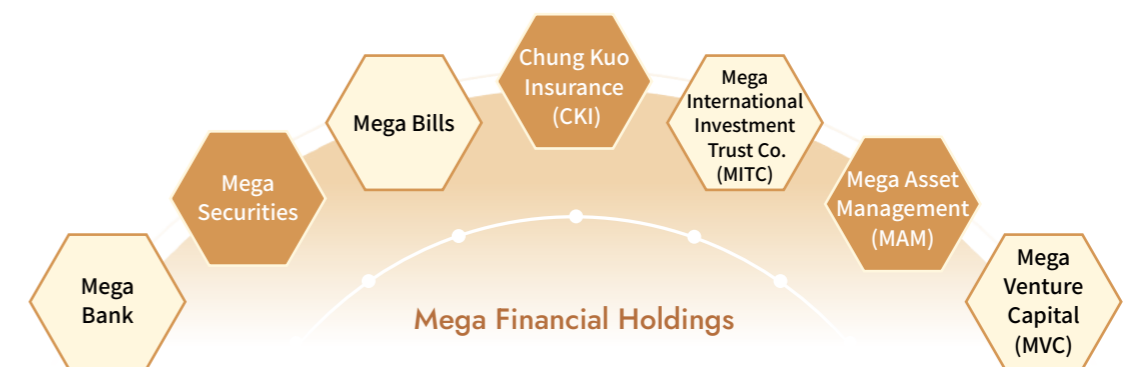 Mega
Bank
Mega
Securities
Mega Bills
Chung Kuo
Insurance
(CKI)
Mega
International
Investment
Trust Co.
(MITC)
Mega Asset
Management
(MAM)
Mega
Venture
Capital
(MVC)
Mega Financial Holdings